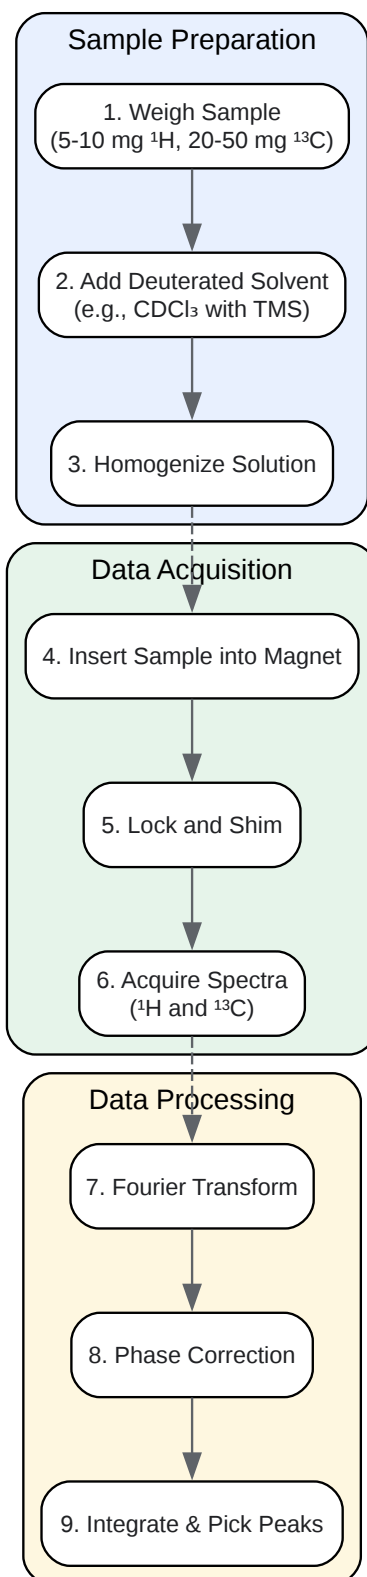 Sample Preparation
1. Weigh Sample
(5-10 mg ¹H, 20-50 mg ¹³C)
2. Add Deuterated Solvent
(e.g., CDCl₃ with TMS)
3. Homogenize Solution
Data Acquisition
4. Insert Sample into Magnet
5. Lock and Shim
6. Acquire Spectra
(¹H and ¹³C)
Data Processing
7. Fourier Transform
8. Phase Correction
9. Integrate & Pick Peaks